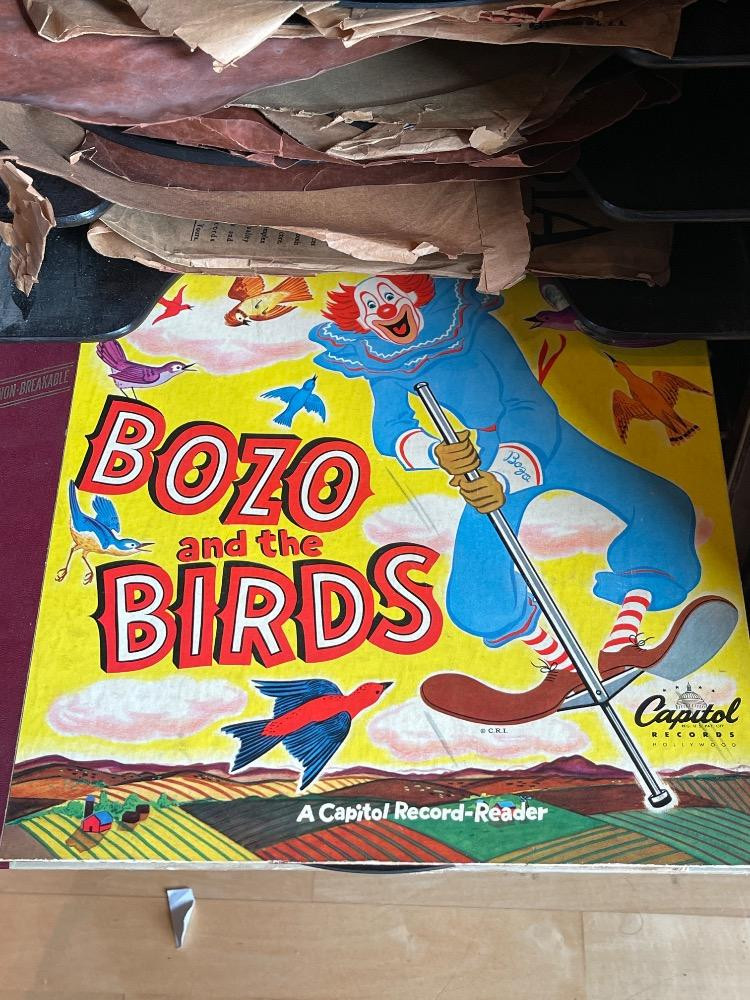 NON-BREAKABLE
BOZO
and the
BIRDS
Bozo
© C.R.I.
Capitol
RECORDS
HOLLYWOOD
A Capitol Record-Reader